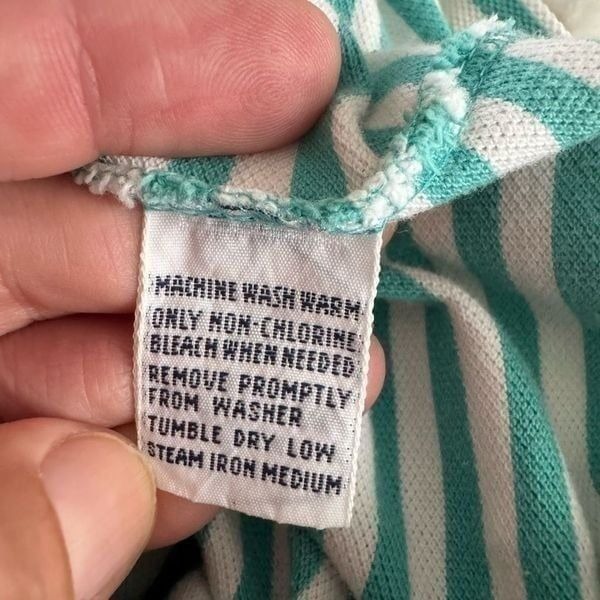 MACHINE WASH WARM
ONLY NON-CHLORINE
BLEACH WHEN NEEDED
REMOVE PROMPTLY
FROM WASHER
TUMBLE DRY LOW
STEAM IRON MEDIUM